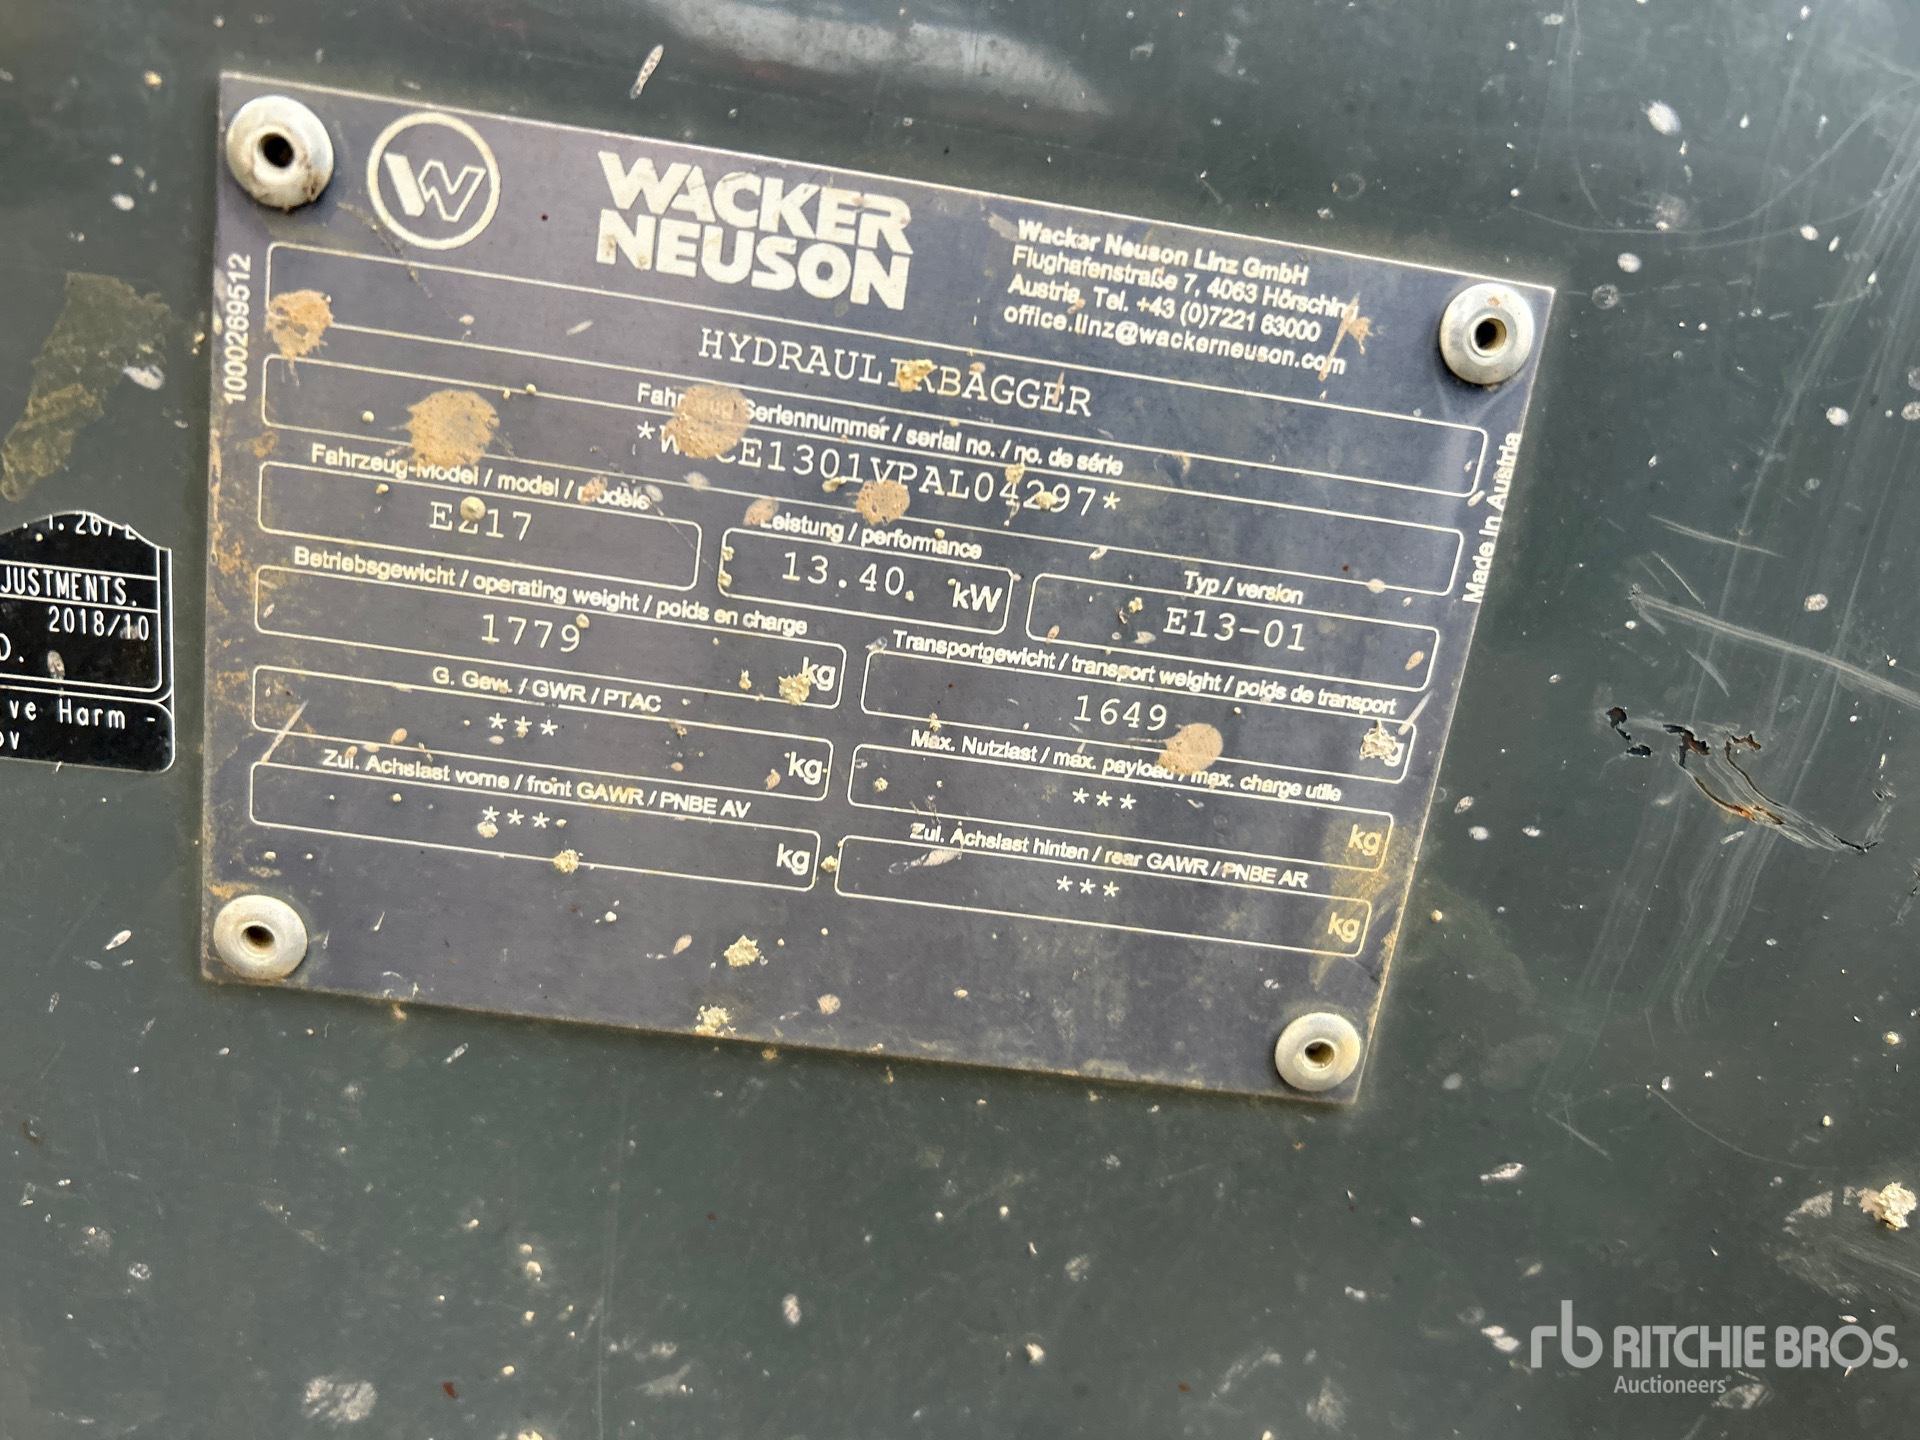 WACKER
NEUSON
Wacker Neuson Linz GmbH
Flughafenstraße 7, 4063 Hörsching
Austria, Tel. +43 (0)7221 63000
office.linz@wackerneuson.com
1000269512
HYDRAULIKBAGGER
Fahrzeug-Seriennummer / serial no. / no. de série
CE1301VPAL04297*
Fahrzeug-Model / model / modèle
EZ17
Leistung / performance
13.40 kW
Typ / version
E13-01
Betriebsgewicht / operating weight / poids en charge
1779 kg
Transportgewicht / transport weight / poids de transport
1649 kg
G. Gew. / GWR / PTAC
*** kg
Max. Nutzlast / max. payload / max. charge utile
*** kg
Zul. Achslast vorne / front GAWR / PNBE AV
*** kg
Zul. Achslast hinten / rear GAWR / PNBE AR
*** kg
Made in Austria
JUSTMENTS.
2018/10
D.
ve Harm -
ov
rb RITCHIE BROS.
Auctioneers